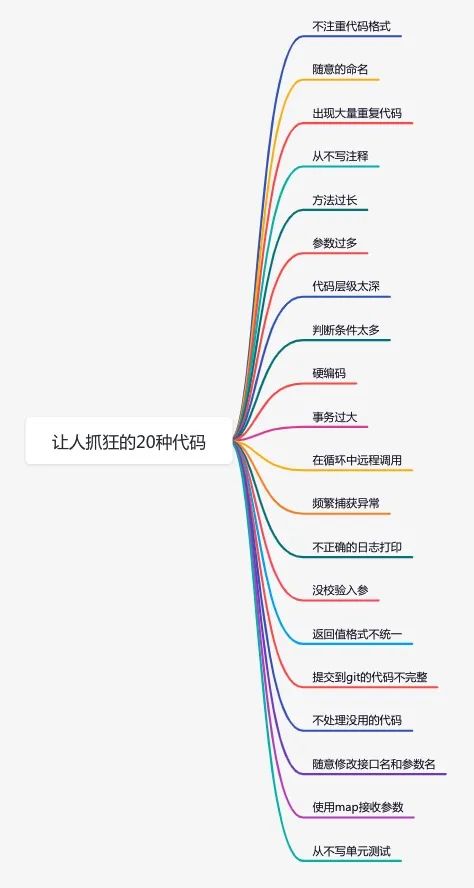 不注重代码格式
随意的命名
出现大量重复代码
从不写注释
方法过长
参数过多
代码层级太深
判断条件太多
硬编码
事务过大
让人抓狂的20种代码
在循环中远程调用
频繁捕获异常
不正确的日志打印
没校验入参
返回值格式不统一
提交到git的代码不完整
不处理没用的代码
随意修改接口名和参数名
使用map接收参数
从不写单元测试